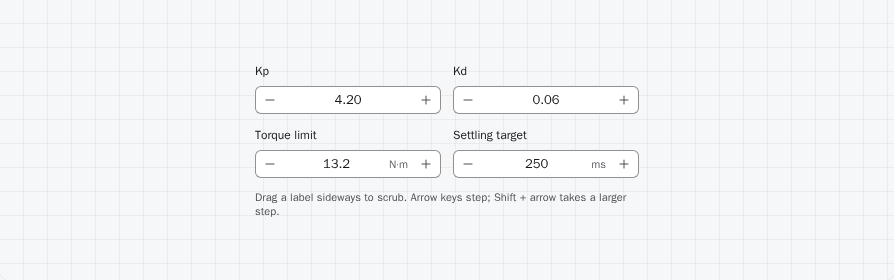 Kp
Kd
− 4.20 +
− 0.06 +
Torque limit
Settling target
− 13.2 N·m +
− 250 ms +
Drag a label sideways to scrub. Arrow keys step; Shift + arrow takes a larger
step.